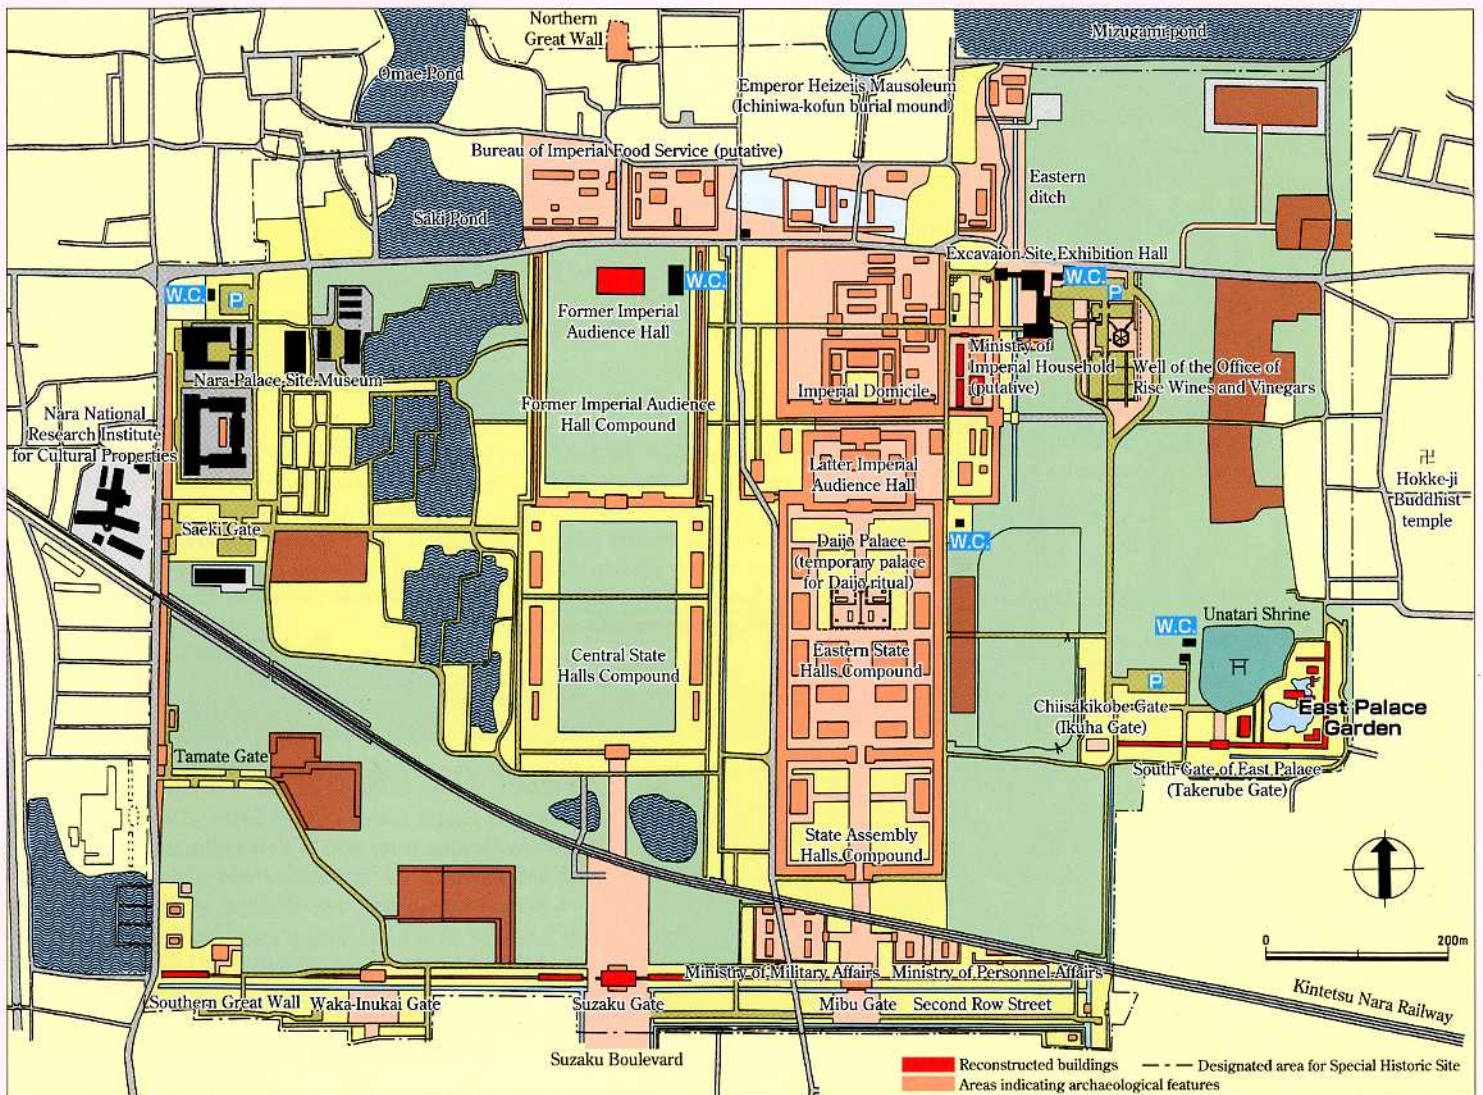 Northern
Great Wall
Mizugami-pond
Omae Pond
Emperor Heizei's Mausoleum
(Ichiniwa-kofun burial mound)
Bureau of Imperial Food Service (putative)
Eastern
ditch
Saki Pond
Excavaion Site Exhibition Hall
W.C.
P
W.C.
W.C.
P
Former Imperial
Audience Hall
Ministry of
Imperial Household
(putative)
Well of the Office of
Rise Wines and Vinegars
Nara Palace Site Museum
Imperial Domicile
Former Imperial Audience
Hall Compound
Nara National
Research Institute
for Cultural Properties
Latter Imperial
Audience Hall
卍
Hokke-ji
Buddhist
temple
Saeki Gate
W.C.
Daijo Palace
(temporary palace
for Daijo ritual)
Unatari Shrine
W.C.
Central State
Halls Compound
Eastern State
Halls Compound
P
Chiisakikobe Gate
(Ikuha Gate)
East Palace
Garden
Tamate Gate
South Gate of East Palace
(Takerube Gate)
State Assembly
Halls Compound
0 200m
Ministry of Military Affairs
Ministry of Personnel Affairs
Southern Great Wall
Waka-Inukai Gate
Suzaku Gate
Mibu Gate
Second Row Street
Kintetsu Nara Railway
Suzaku Boulevard
Reconstructed buildings
Designated area for Special Historic Site
Areas indicating archaeological features